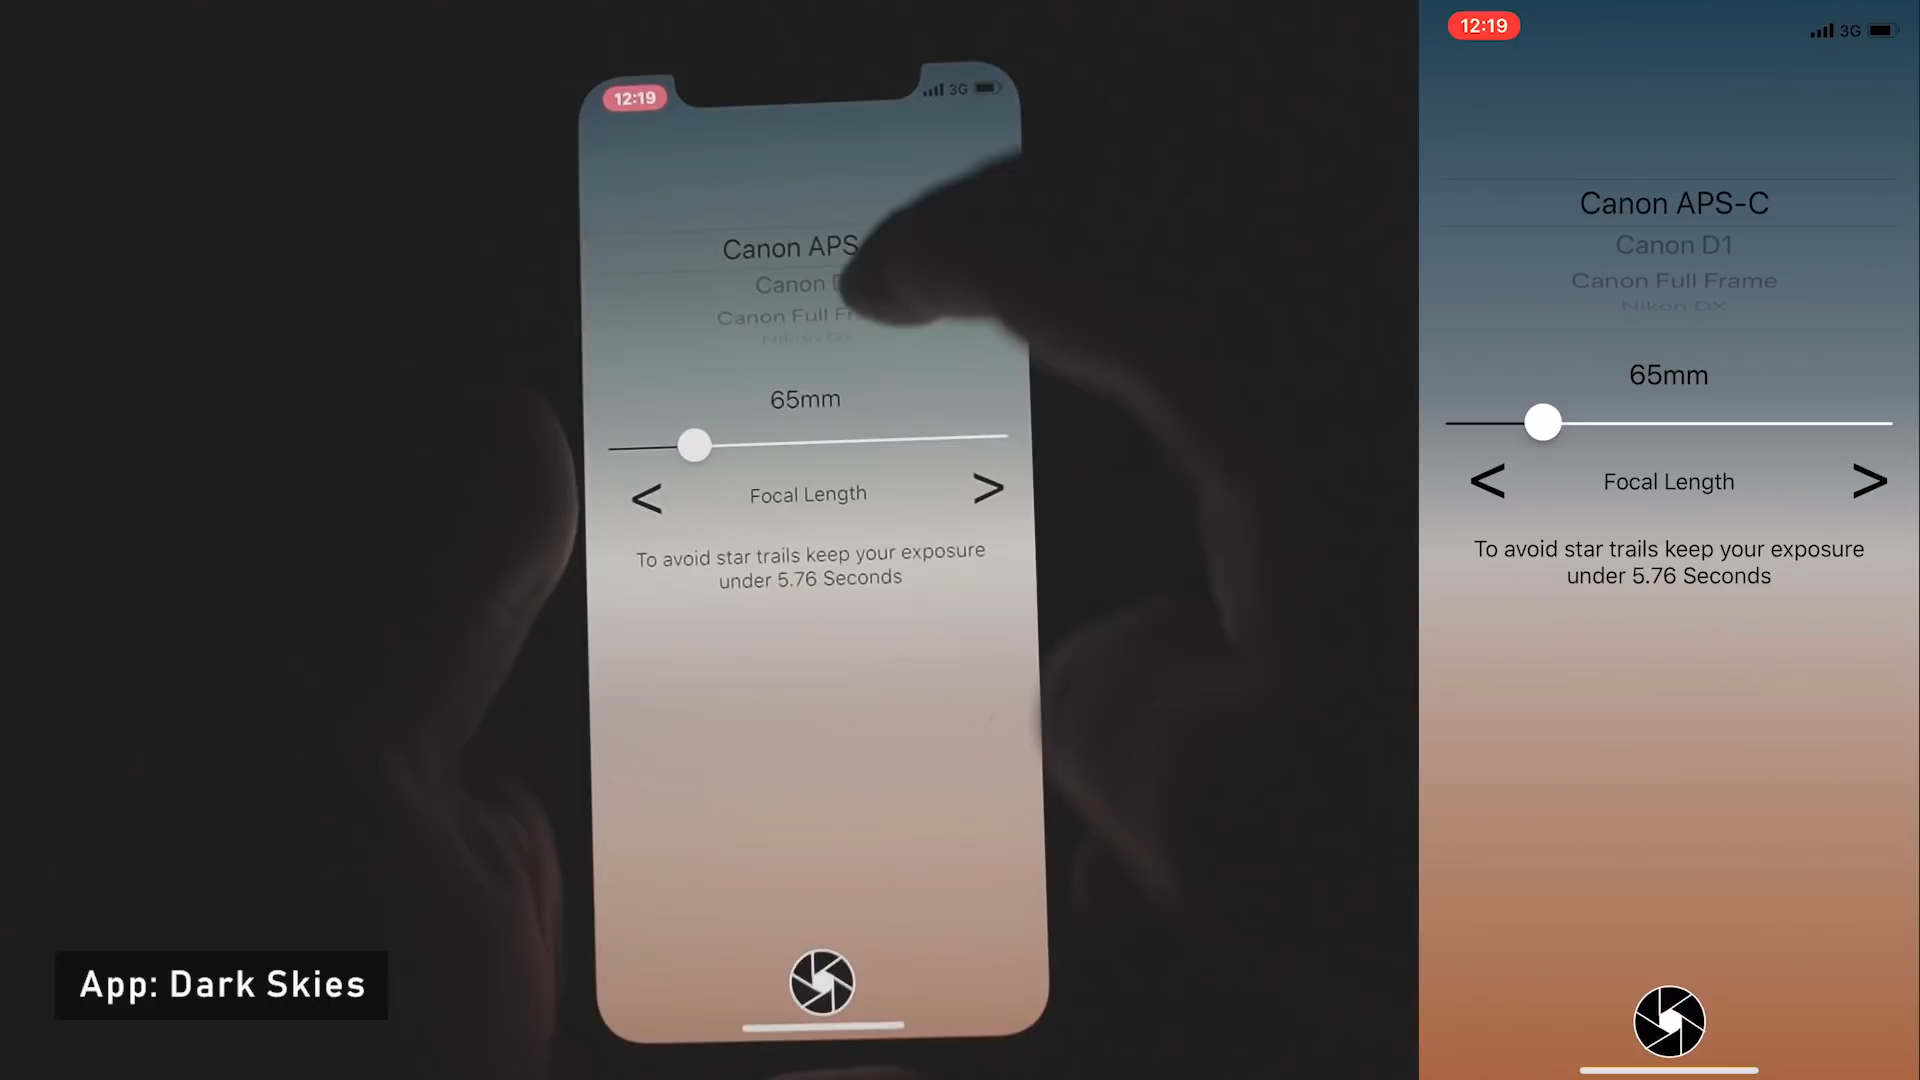 12:19
3G
Canon APS
Canon D
Canon Full Fr
Nikon DX
65mm
< Focal Length >
To avoid star trails keep your exposure
under 5.76 Seconds
App: Dark Skies
12:19
3G
Canon APS-C
Canon D1
Canon Full Frame
Nikon DX
65mm
< Focal Length >
To avoid star trails keep your exposure
under 5.76 Seconds